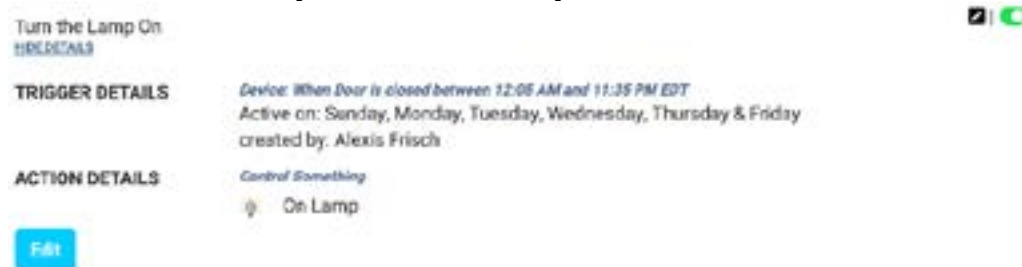 Turn the Lamp On
HIDE DETAILS
TRIGGER DETAILS
Device: When Door is closed between 12:05 AM and 11:35 PM EDT
Active on: Sunday, Monday, Tuesday, Wednesday, Thursday & Friday
created by: Alexis Frisch
ACTION DETAILS
Control Something
On Lamp
Edit